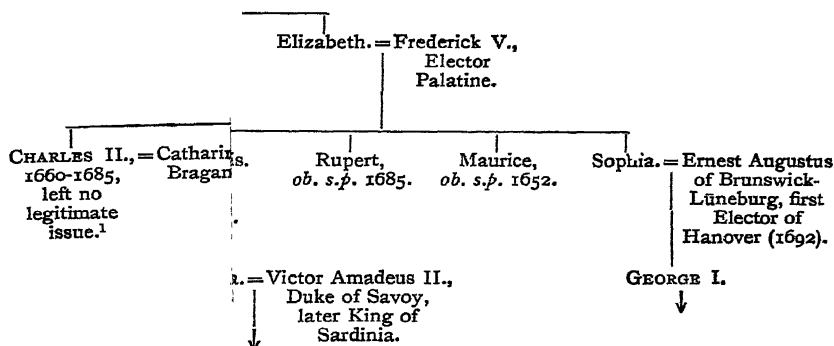 Elizabeth. = Frederick V.,
Elector
Palatine.
CHARLES II., = Catharin
1660-1685, Bragan
left no
legitimate
issue.¹
is.
Rupert,
ob. s.p. 1685.
Maurice,
ob. s.p. 1652.
Sophia. = Ernest Augustus
of Brunswick-
Lüneburg, first
Elector of
Hanover (1692).
= Victor Amadeus II.,
Duke of Savoy,
later King of
Sardinia.
GEORGE I.